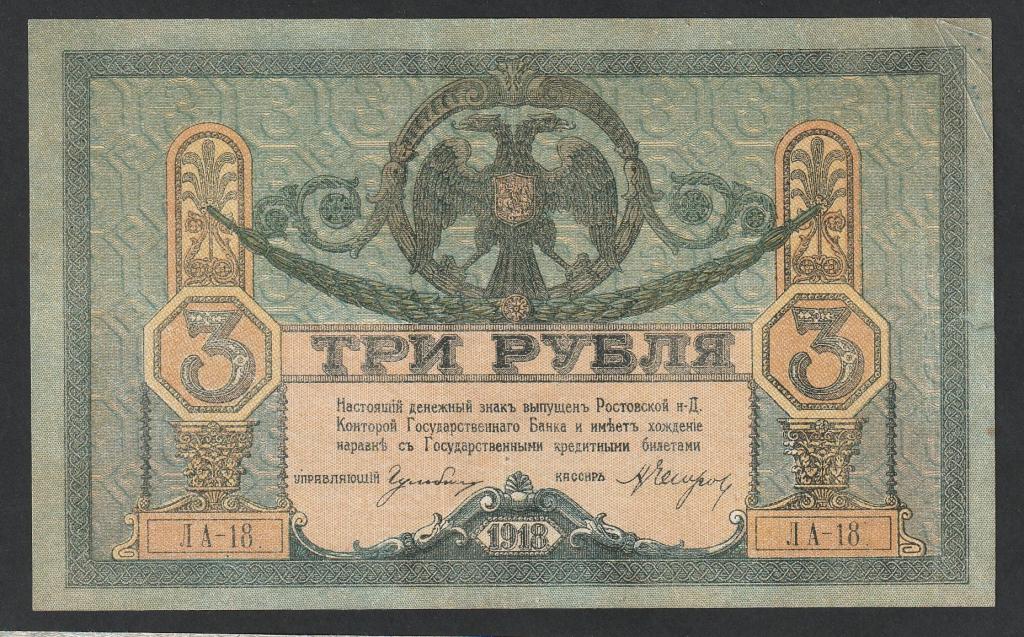 3 3
ТРИ РУБЛЯ
Настоящій денежный знакъ выпущенъ Ростовской н-Д.
Конторой Государственнаго Банка и имѣетъ хожденіе
наравнѣ съ Государственными кредитными билетами
УПРАВЛЯЮЩІЙ КАССИРЪ
1918
ЛА-18 ЛА-18